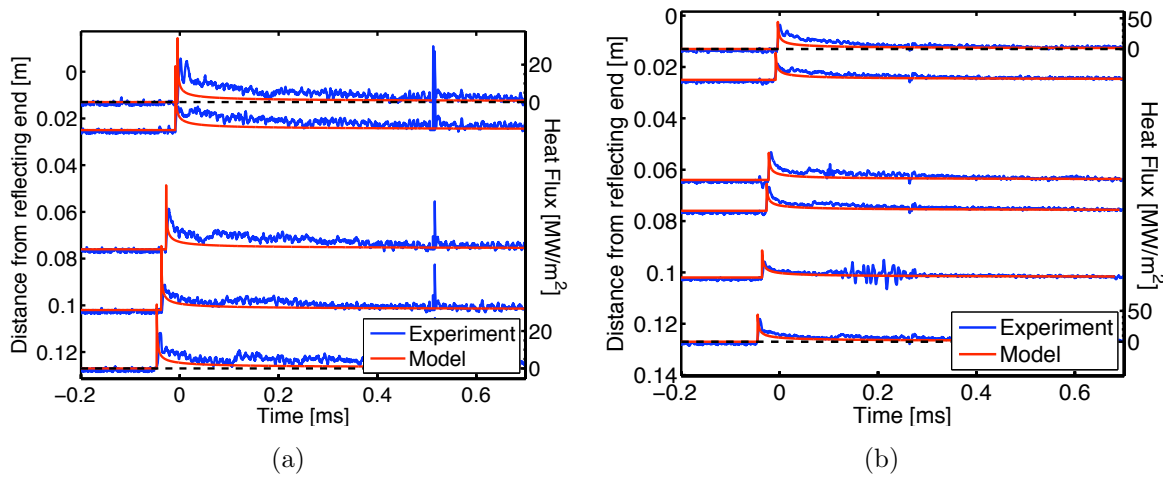 Distance from reflecting end [m]
0
0.02
0.04
0.06
0.08
0.1
0.12
−0.2
0
0.2
0.4
0.6
Time [ms]
20
0
20
0
Heat Flux [MW/m²]
Experiment
Model
(a)
Distance from reflecting end [m]
0
0.02
0.04
0.06
0.08
0.1
0.12
0.14
−0.2
0
0.2
0.4
0.6
Time [ms]
50
0
50
0
Heat Flux [MW/m²]
Experiment
Model
(b)